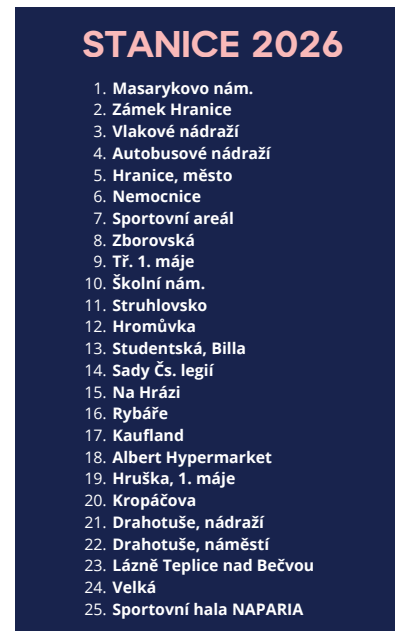 STANICE 2026
1. Masarykovo nám.
2. Zámek Hranice
3. Vlakové nádraží
4. Autobusové nádraží
5. Hranice, město
6. Nemocnice
7. Sportovní areál
8. Zborovská
9. Tř. 1. máje
10. Školní nám.
11. Struhlovsko
12. Hromůvka
13. Studentská, Billa
14. Sady Čs. legií
15. Na Hrázi
16. Rybáře
17. Kaufland
18. Albert Hypermarket
19. Hruška, 1. máje
20. Kropáčova
21. Drahotuše, nádraží
22. Drahotuše, náměstí
23. Lázně Teplice nad Bečvou
24. Velká
25. Sportovní hala NAPARIA